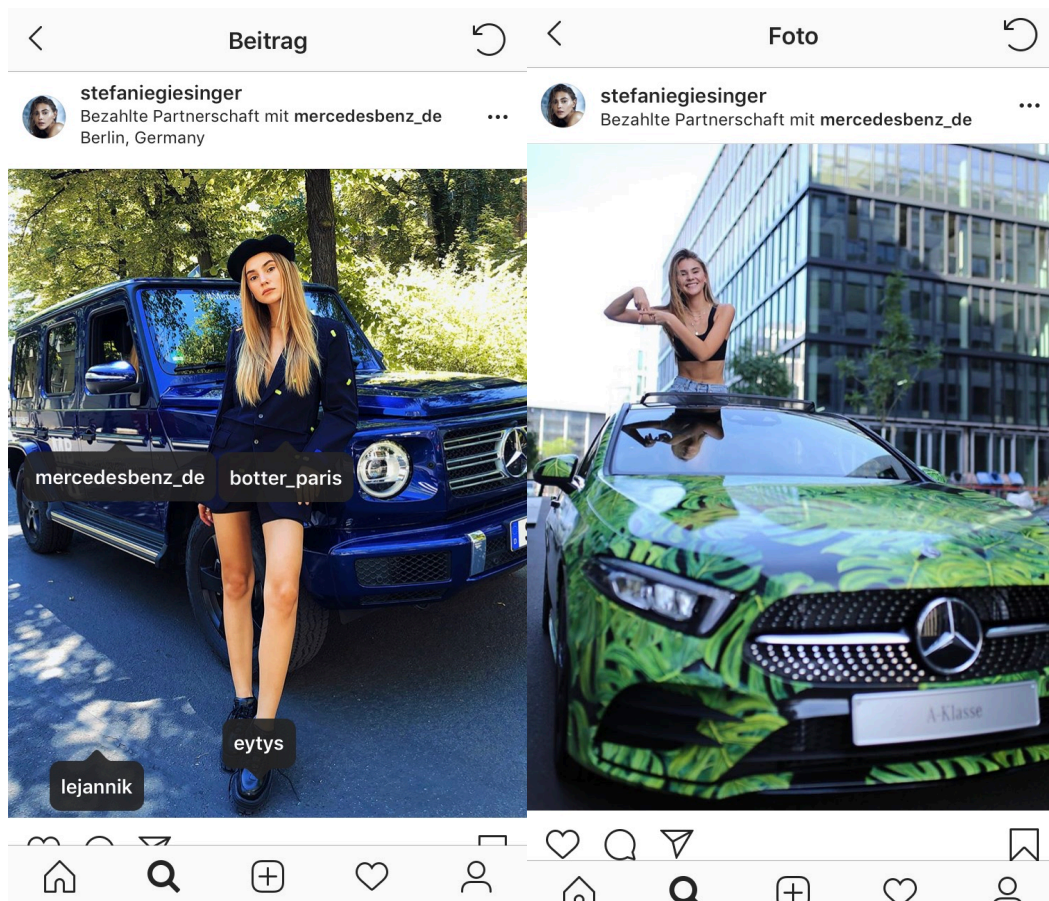 Beitrag
stefaniegiesinger
Bezahlte Partnerschaft mit mercedesbenz_de
Berlin, Germany
mercedesbenz_de
botter_paris
eytys
lejannik
Foto
stefaniegiesinger
Bezahlte Partnerschaft mit mercedesbenz_de
A-Klasse